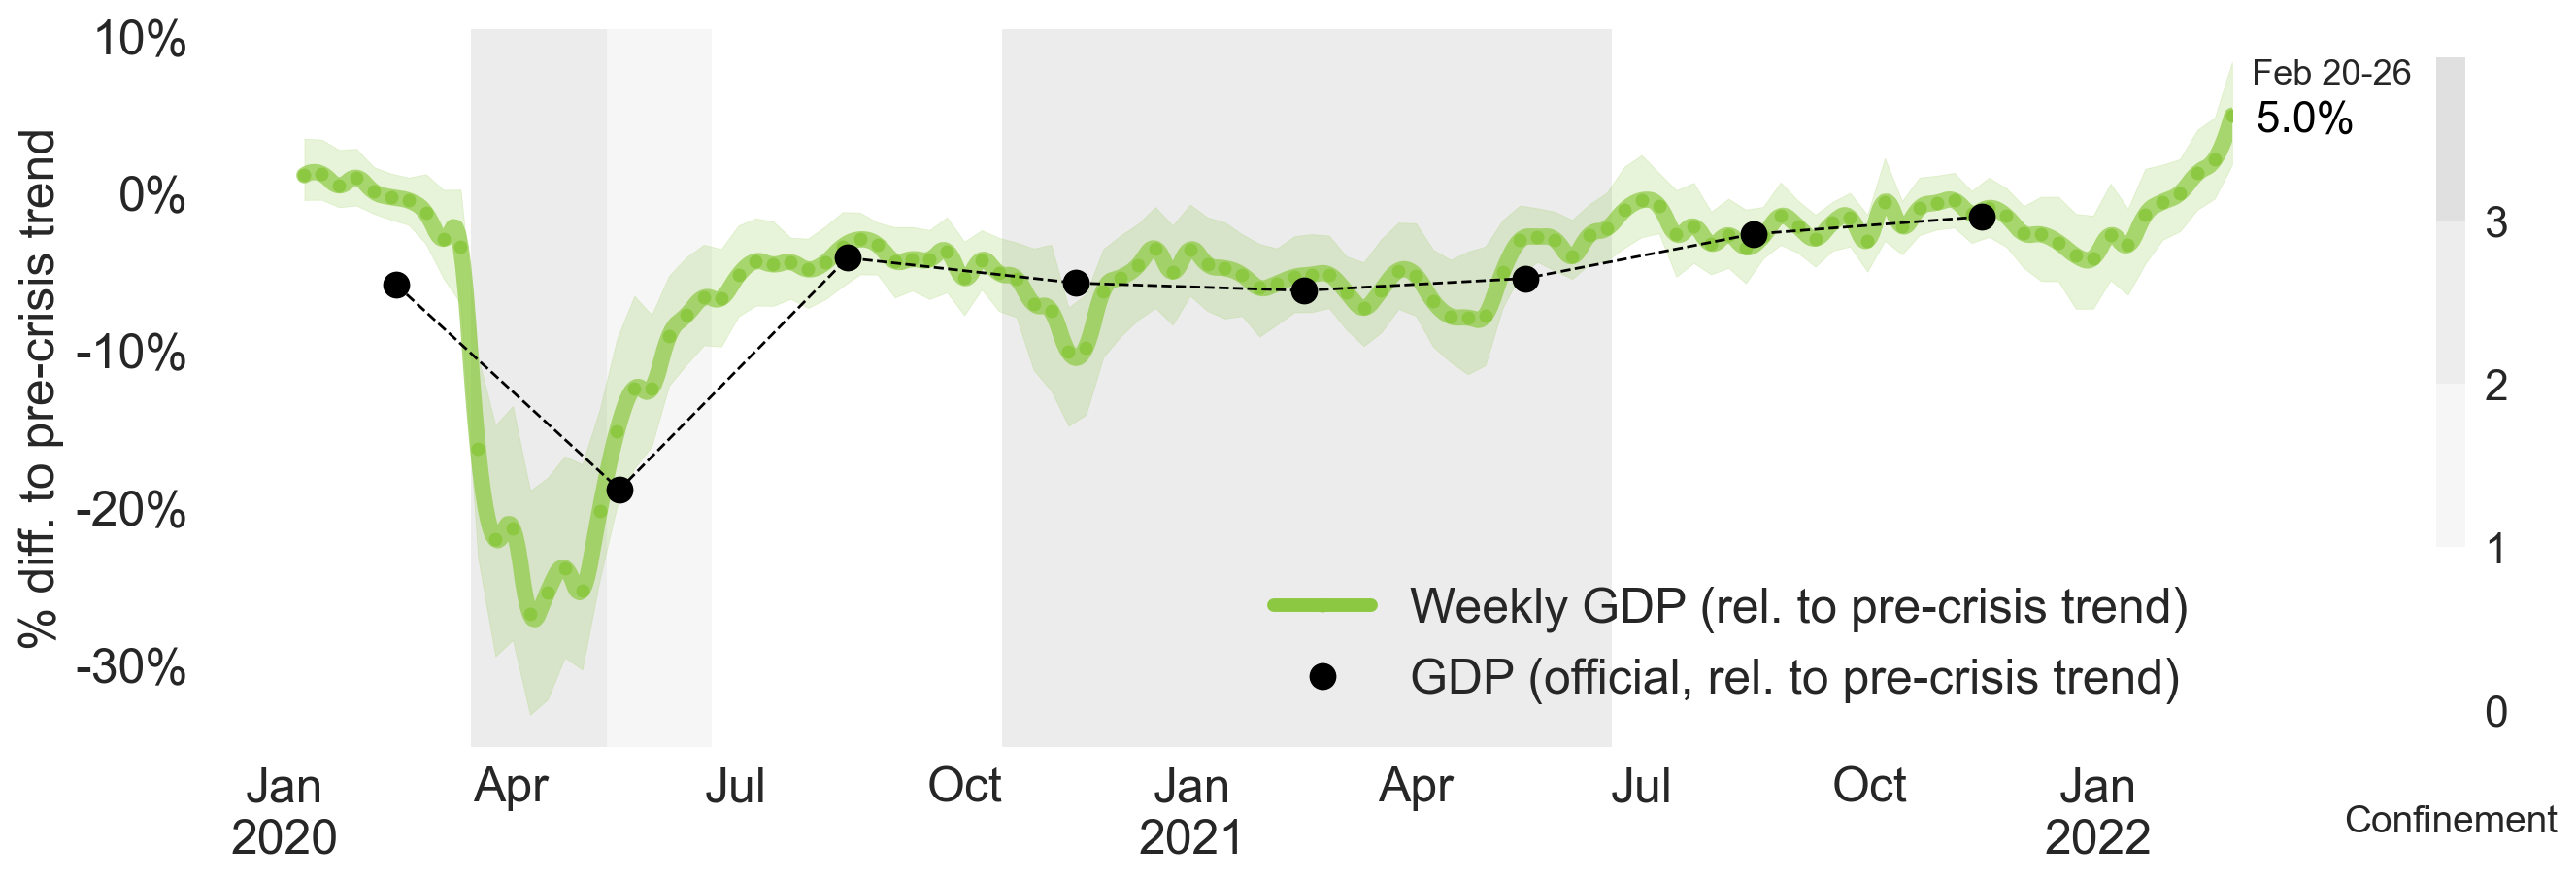 10%
0%
-10%
-20%
-30%
% diff. to pre-crisis trend
Feb 20-26
5.0%
3
2
1
0
Confinement
Weekly GDP (rel. to pre-crisis trend)
GDP (official, rel. to pre-crisis trend)
Jan Apr Jul Oct Jan Apr Jul Oct Jan
2020 2021 2022